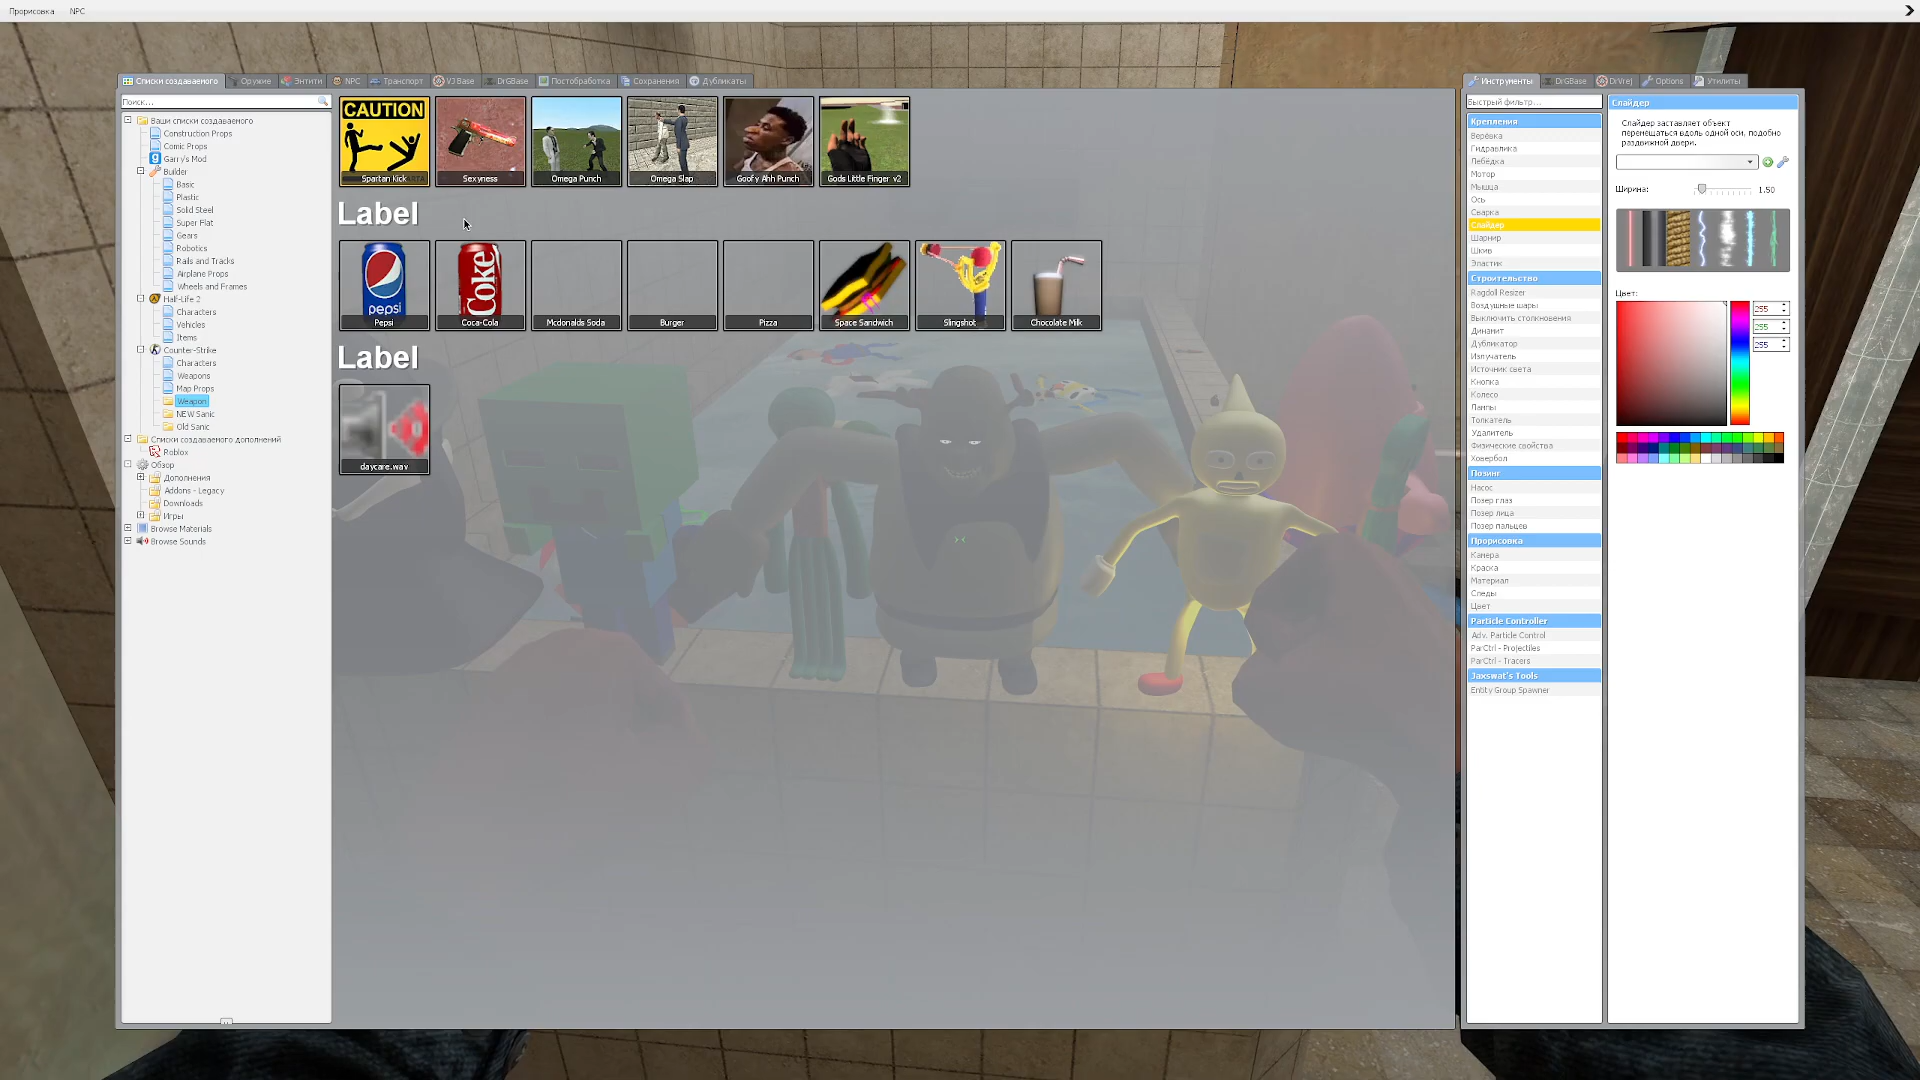 Прорисовка NPC
Списки создаваемого Оружие Энтити NPC Транспорт VJ Base DrGBase Постобработка Сохранения Дубликаты
Поиск...
Ваши списки создаваемого
Construction Props
Comic Props
Garry's Mod
Builder
Basic
Plastic
Solid Steel
Super Flat
Gears
Robotics
Rails and Tracks
Airplane Props
Wheels and Frames
Half-Life 2
Characters
Vehicles
Items
Counter-Strike
Characters
Weapons
Map Props
Weapon
NEW Sanic
Old Sanic
Списки создаваемого дополнений
Roblox
Обзор
Дополнения
Addons - Legacy
Downloads
Игры
Browse Materials
Browse Sounds
CAUTION
Spartan Kick Sexyness Omega Punch Omega Slap Goofy Ahh Punch Gods Little Finger v2
Label
pepsi Coke
Pepsi Coca-Cola Mcdonalds Soda Burger Pizza Space Sandwich Slingshot Chocolate Milk
Label
daycare.wav
Инструменты DrGBase DrVrej Options Утилиты
Быстрый фильтр...
Крепления
Верёвка
Гидравлика
Лебёдка
Мотор
Мышца
Ось
Сварка
Слайдер
Шарнир
Шкив
Эластик
Строительство
Ragdoll Resizer
Воздушные шары
Выключить столкновения
Динамит
Дубликатор
Излучатель
Источник света
Кнопка
Колесо
Лампы
Толкатель
Удалитель
Физические свойства
Ховербол
Позинг
Насос
Позер глаз
Позер лица
Позер пальцев
Прорисовка
Камера
Краска
Материал
Следы
Цвет
Particle Controller
Adv. Particle Control
ParCtrl - Projectiles
ParCtrl - Tracers
Jaxswat's Tools
Entity Group Spawner
Слайдер
Слайдер заставляет объект
перемещаться вдоль одной оси, подобно
раздвижной двери.
Ширина: 1.50
Цвет:
255
255
255